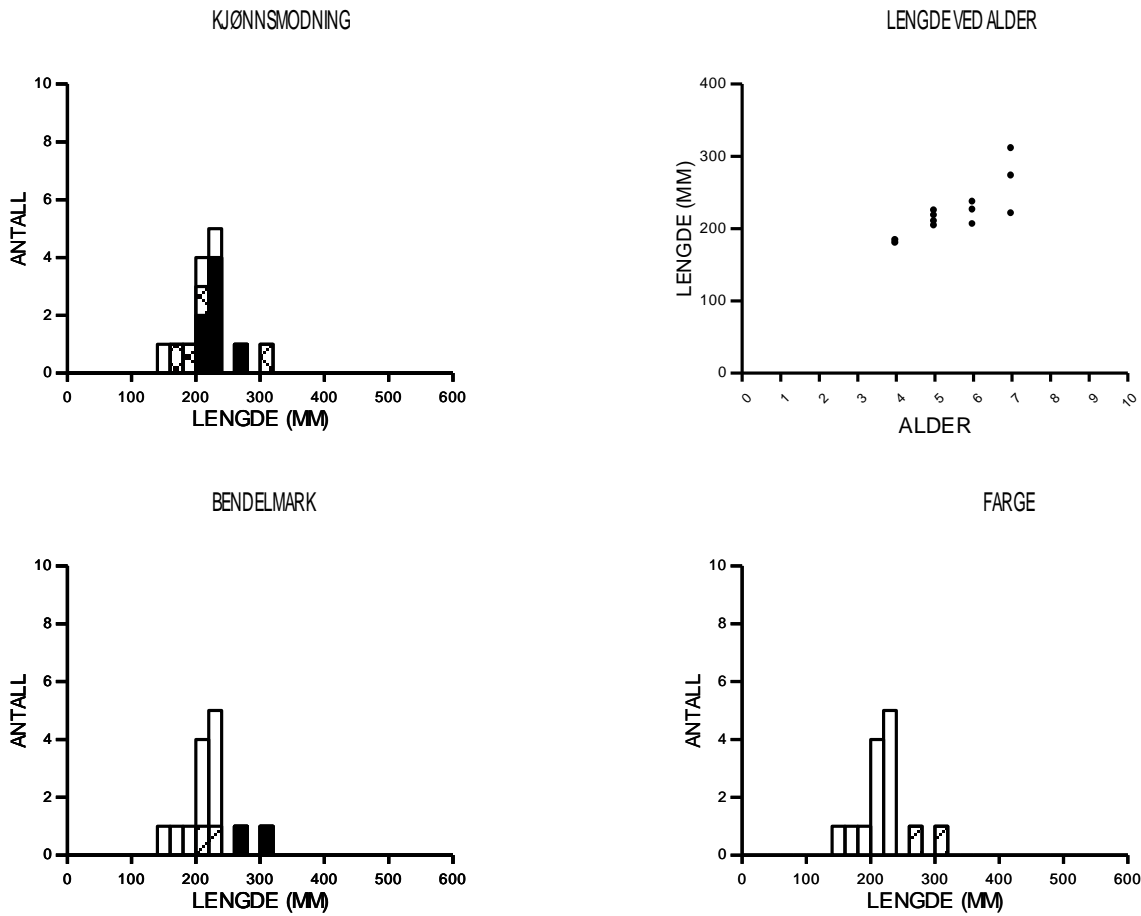 KJØNNSMODNING
10
8
6
4
2
0
ANTALL
0 100 200 300 400 500 600
LENGDE (MM)
LENGDE VED ALDER
400
300
200
100
0
LENGDE (MM)
0 1 2 3 4 5 6 7 8 9 10
ALDER
BENDELMARK
10
8
6
4
2
0
ANTALL
0 100 200 300 400 500 600
LENGDE (MM)
FARGE
10
8
6
4
2
0
ANTALL
0 100 200 300 400 500 600
LENGDE (MM)